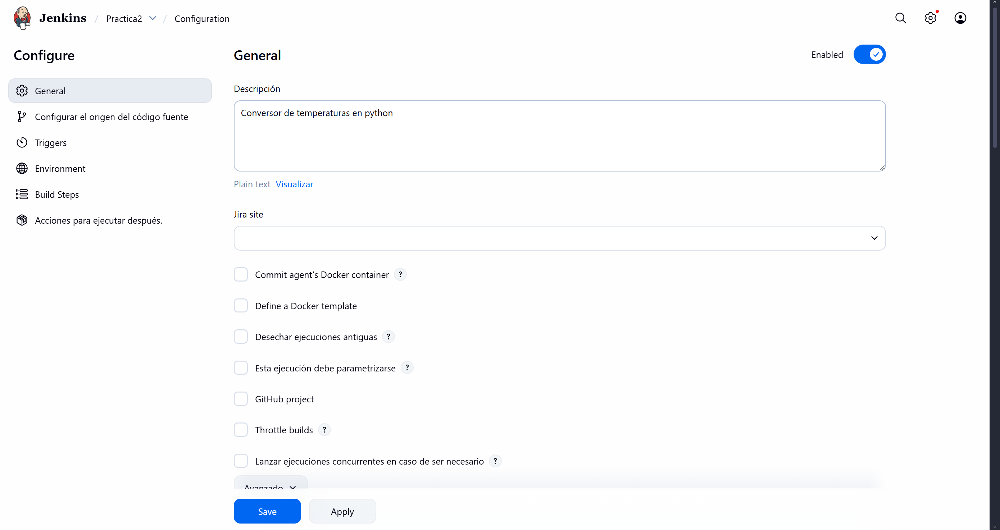 Jenkins / Practica2 / Configuration
Configure
General
Configurar el origen del código fuente
Triggers
Environment
Build Steps
Acciones para ejecutar después.
General
Enabled
Descripción
Conversor de temperaturas en python
Plain text Visualizar
Jira site
Commit agent's Docker container ?
Define a Docker template
Desechar ejecuciones antiguas ?
Esta ejecución debe parametrizarse ?
GitHub project
Throttle builds ?
Lanzar ejecuciones concurrentes en caso de ser necesario ?
Avanzado
Save Apply